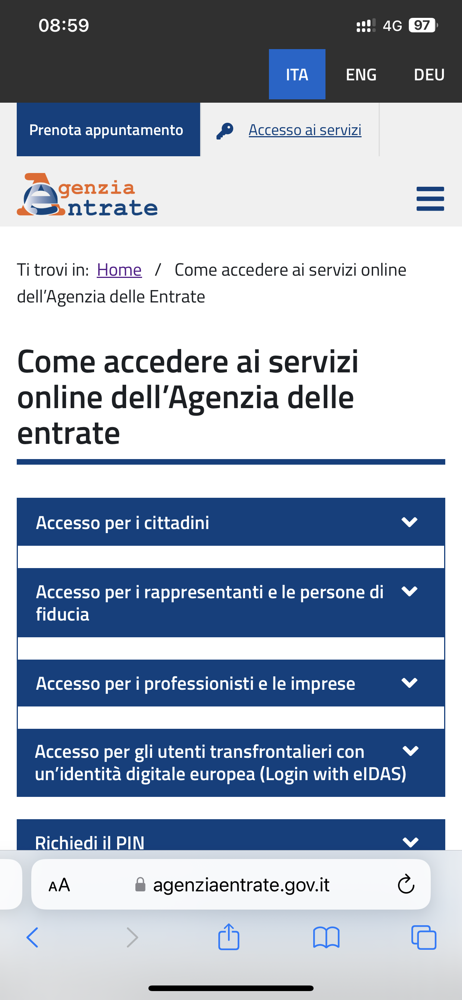 08:59
4G 97
ITA ENG DEU
Prenota appuntamento
Accesso ai servizi
Agenzia
entrate
Ti trovi in: Home / Come accedere ai servizi online
dell'Agenzia delle Entrate
Come accedere ai servizi
online dell'Agenzia delle
entrate
Accesso per i cittadini
Accesso per i rappresentanti e le persone di
fiducia
Accesso per i professionisti e le imprese
Accesso per gli utenti transfrontalieri con
un'identità digitale europea (Login with eIDAS)
Richiedi il PIN
AA agenziaentrate.gov.it